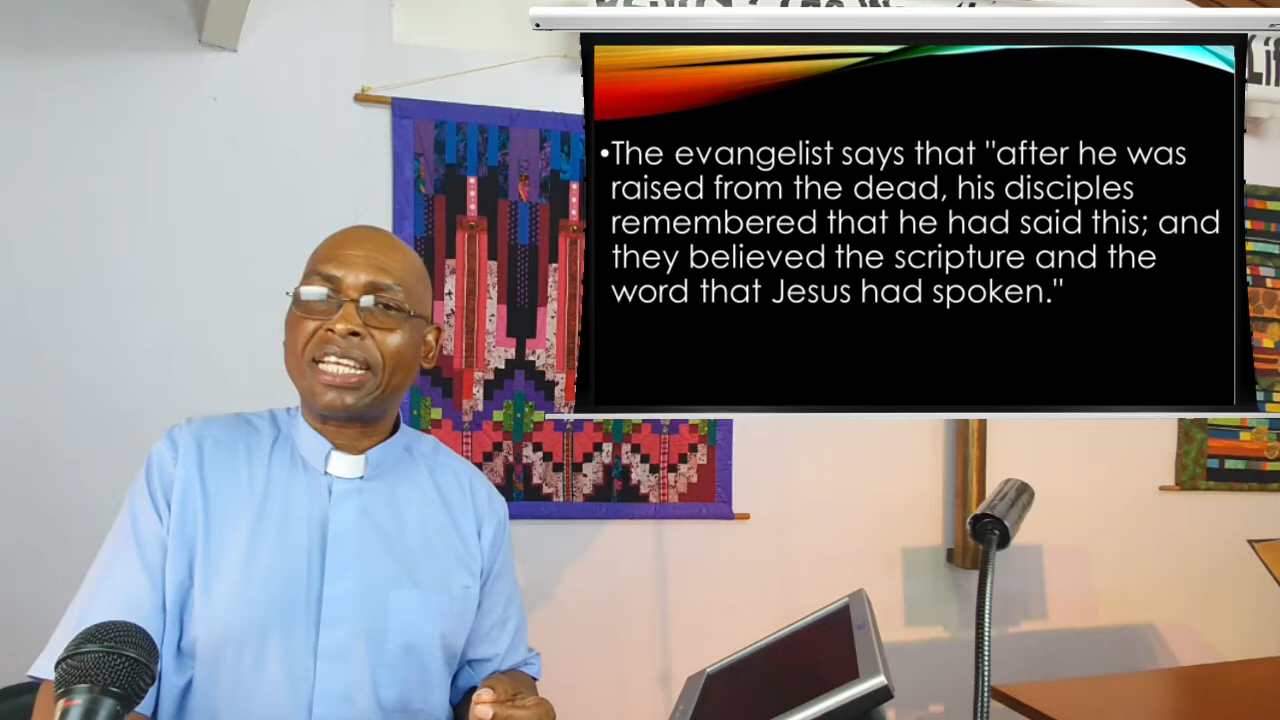 •The evangelist says that "after he was
raised from the dead, his disciples
remembered that he had said this; and
they believed the scripture and the
word that Jesus had spoken."